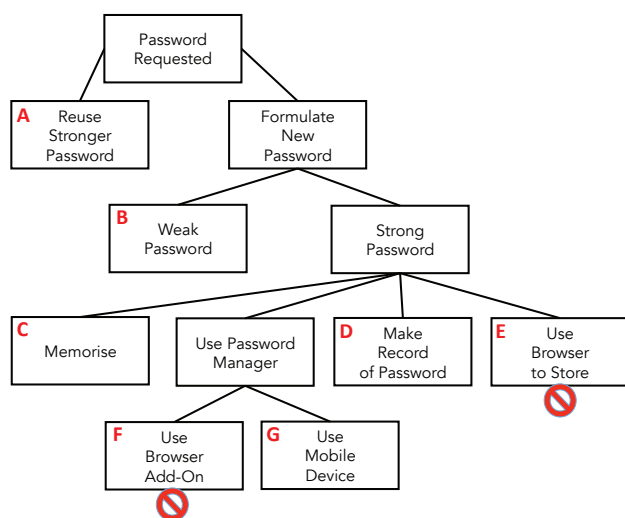 Password
Requested
A
Reuse
Stronger
Password
Formulate
New
Password
B
Weak
Password
Strong
Password
C
Memorise
Use Password
Manager
D
Make
Record
of Password
E
Use
Browser
to Store
F
Use
Browser
Add-On
G
Use
Mobile
Device